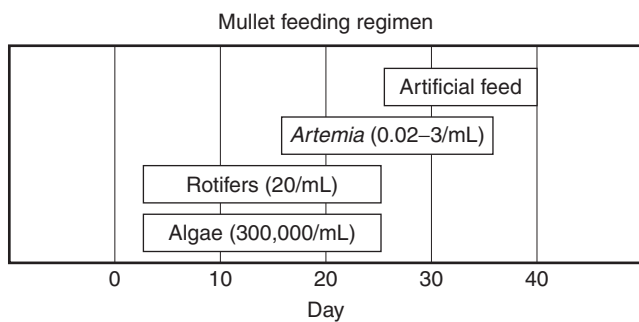 Mullet feeding regimen
Artificial feed
Artemia (0.02–3/mL)
Rotifers (20/mL)
Algae (300,000/mL)
0 10 20 30 40
Day